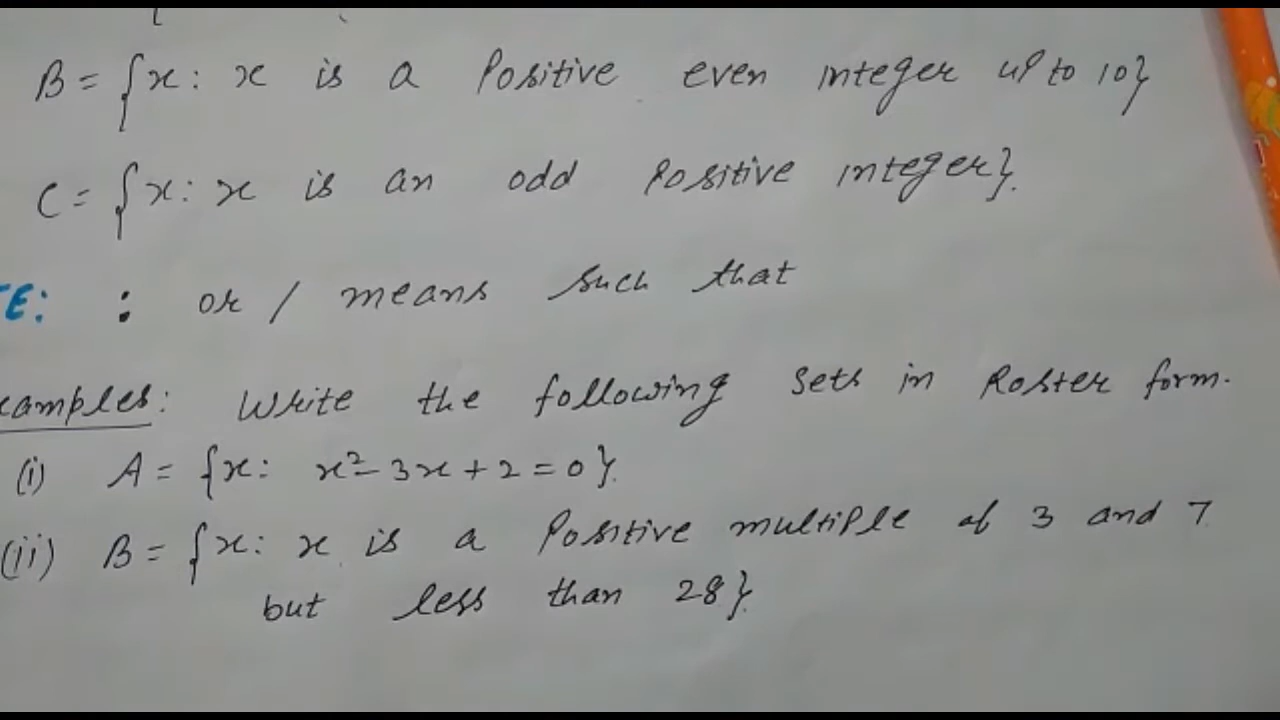 B = {x: x is a Positive even integer up to 10}
C = {x: x is an odd Positive integer}.
TE: : or / means such that
camples: Write the following sets in Roster form.
(i) A = {x: x² - 3x + 2 = 0}.
(ii) B = {x: x is a Positive multiple of 3 and 7
but less than 28}.